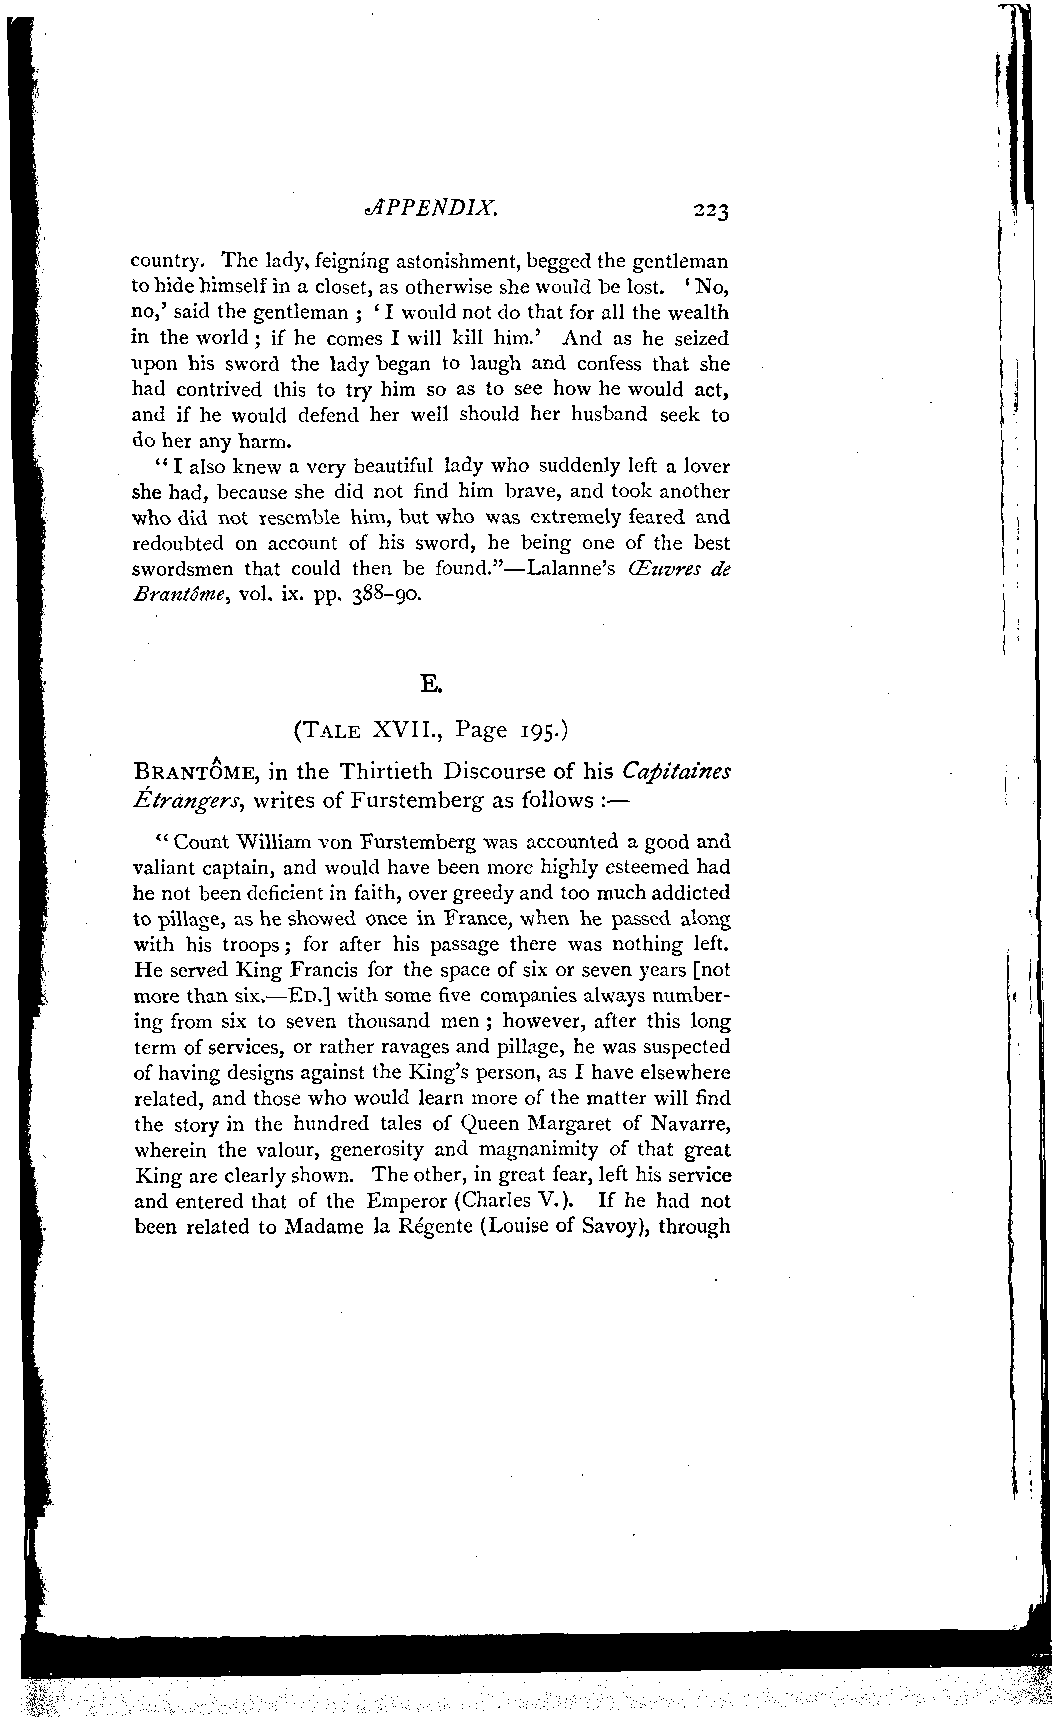 APPENDIX. 223
country. The lady, feigning astonishment, begged the gentleman
to hide himself in a closet, as otherwise she would be lost. ‘ No,
no,’ said the gentleman ; ‘ I would not do that for all the wealth
in the world ; if he comes I will kill him.’ And as he seized
upon his sword the lady began to laugh and confess that she
had contrived this to try him so as to see how he would act,
and if he would defend her well should her husband seek to
do her any harm.
“ I also knew a very beautiful lady who suddenly left a lover
she had, because she did not find him brave, and took another
who did not resemble him, but who was extremely feared and
redoubted on account of his sword, he being one of the best
swordsmen that could then be found.”—Lalanne’s Œuvres de
Brantôme, vol. ix. pp. 388–90.
E.
(TALE XVII., Page 195.)
BRANTÔME, in the Thirtieth Discourse of his Capitaines
Étrangers, writes of Furstemberg as follows :—
“ Count William von Furstemberg was accounted a good and
valiant captain, and would have been more highly esteemed had
he not been deficient in faith, over greedy and too much addicted
to pillage, as he showed once in France, when he passed along
with his troops ; for after his passage there was nothing left.
He served King Francis for the space of six or seven years [not
more than six.—ED.] with some five companies always number-
ing from six to seven thousand men ; however, after this long
term of services, or rather ravages and pillage, he was suspected
of having designs against the King’s person, as I have elsewhere
related, and those who would learn more of the matter will find
the story in the hundred tales of Queen Margaret of Navarre,
wherein the valour, generosity and magnanimity of that great
King are clearly shown. The other, in great fear, left his service
and entered that of the Emperor (Charles V.). If he had not
been related to Madame la Régente (Louise of Savoy), through